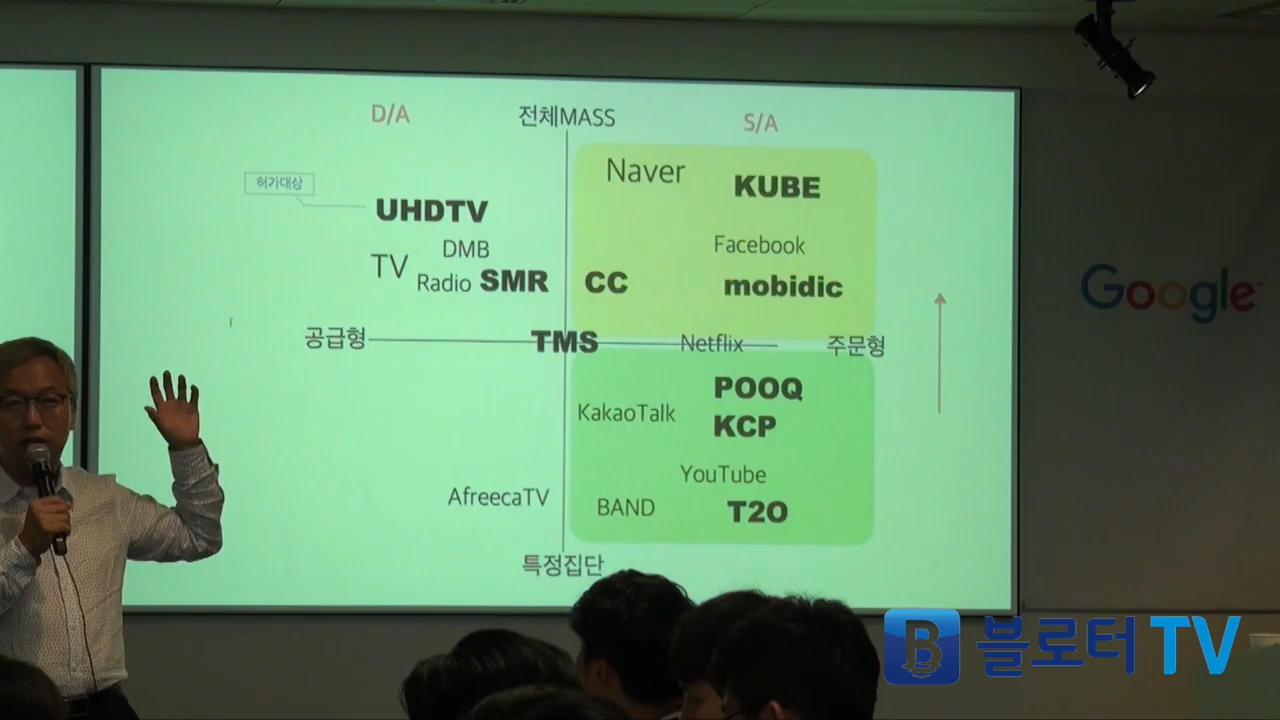 D/A
전체MASS
S/A
허가대상
Naver
KUBE
UHDTV
DMB
Facebook
TV
Radio
SMR
CC
mobidic
Google
공급형
TMS
Netflix
주문형
POOQ
KakaoTalk
KCP
YouTube
AfreecaTV
BAND
T2O
특정집단
B 블로터TV